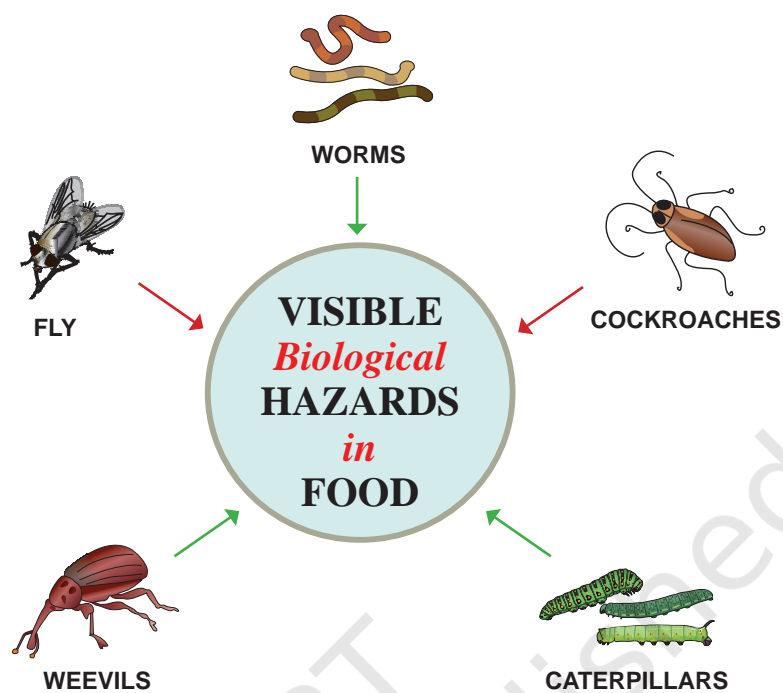 WORMS
FLY
COCKROACHES
VISIBLE
Biological
HAZARDS
in
FOOD
WEEVILS
CATERPILLARS